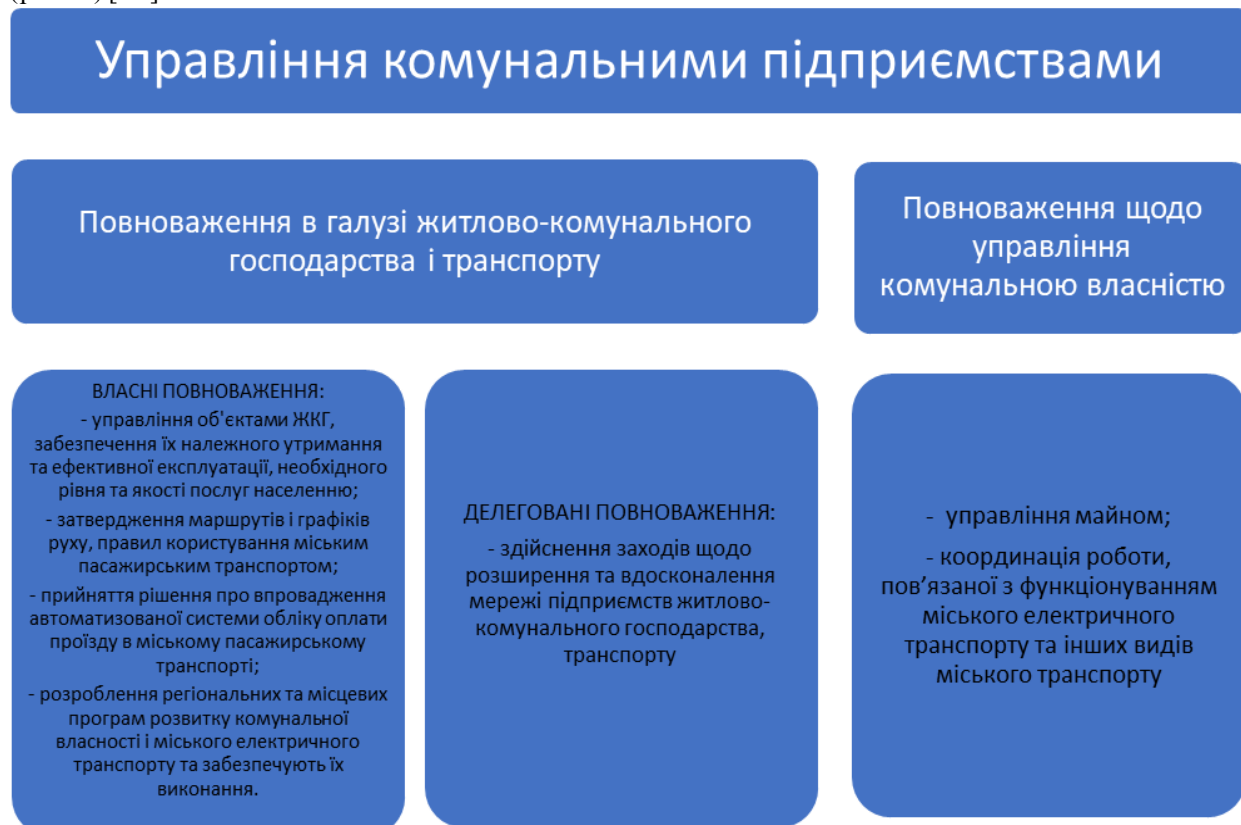 Управління комунальними підприємствами
Повноваження в галузі житлово-комунального
господарства і транспорту
Повноваження щодо
управління
комунальною власністю
ВЛАСНІ ПОВНОВАЖЕННЯ:
- управління об'єктами ЖКГ,
забезпечення їх належного утримання
та ефективної експлуатації, необхідного
рівня та якості послуг населенню;
- затвердження маршрутів і графіків
руху, правил користування міським
пасажирським транспортом;
- прийняття рішення про впровадження
автоматизованої системи обліку оплати
проїзду в міському пасажирському
транспорті;
- розроблення регіональних та місцевих
програм розвитку комунальної
власності і міського електричного
транспорту та забезпечують їх
виконання.
ДЕЛЕГОВАНІ ПОВНОВАЖЕННЯ:
- здійснення заходів щодо
розширення та вдосконалення
мережі підприємств житлово-
комунального господарства,
транспорту
- управління майном;
- координація роботи,
пов’язаної з функціонуванням
міського електричного
транспорту та інших видів
міського транспорту